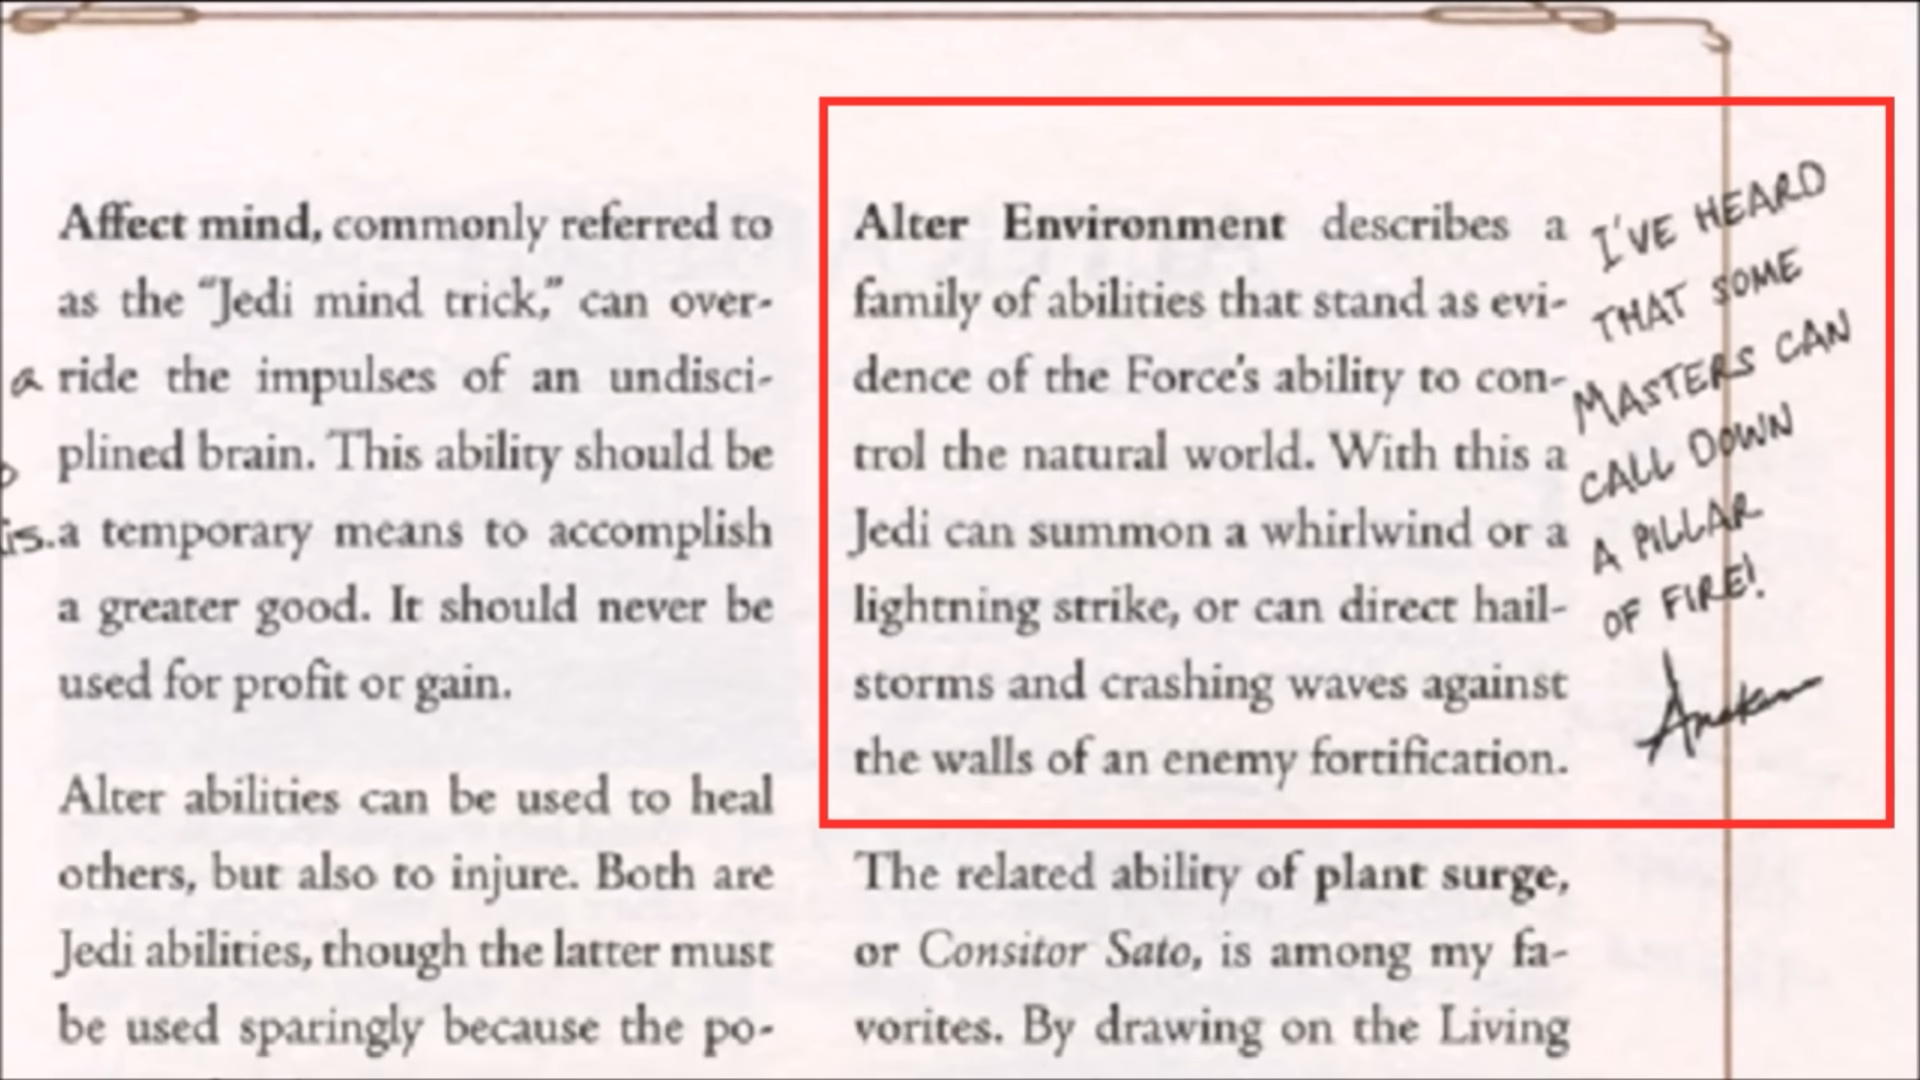 Affect mind, commonly referred to
as the “Jedi mind trick,” can over-
a
ride the impulses of an undisci-
plined brain. This ability should be
is.
a temporary means to accomplish
a greater good. It should never be
used for profit or gain.
Alter abilities can be used to heal
others, but also to injure. Both are
Jedi abilities, though the latter must
be used sparingly because the po-
Alter Environment describes a
family of abilities that stand as evi-
dence of the Force’s ability to con-
trol the natural world. With this a
Jedi can summon a whirlwind or a
lightning strike, or can direct hail-
storms and crashing waves against
the walls of an enemy fortification.
I'VE HEARD
THAT SOME
MASTERS CAN
CALL DOWN
A PILLAR
OF FIRE!
Anakin
The related ability of plant surge,
or Consitor Sato, is among my fa-
vorites. By drawing on the Living